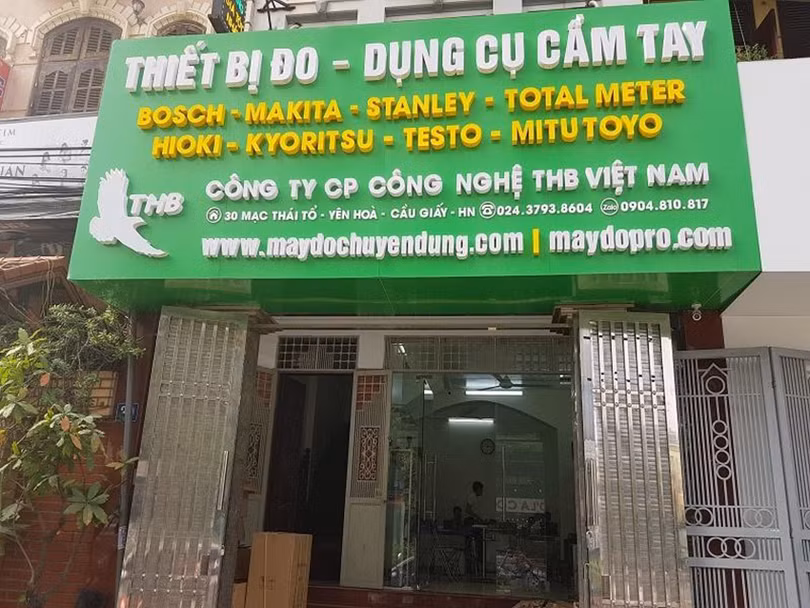 THIẾT BỊ ĐO - DỤNG CỤ CẦM TAY
BOSCH - MAKITA - STANLEY - TOTAL METER
HIOKI - KYORITSU - TESTO - MITUTOYO
THB
CÔNG TY CP CÔNG NGHỆ THB VIỆT NAM
30 MẠC THÁI TỔ - YÊN HOÀ - CẦU GIẤY - HN 024.3793.8604 Zalo 0904.810.817
www.maydochuyendung.com | maydopro.com